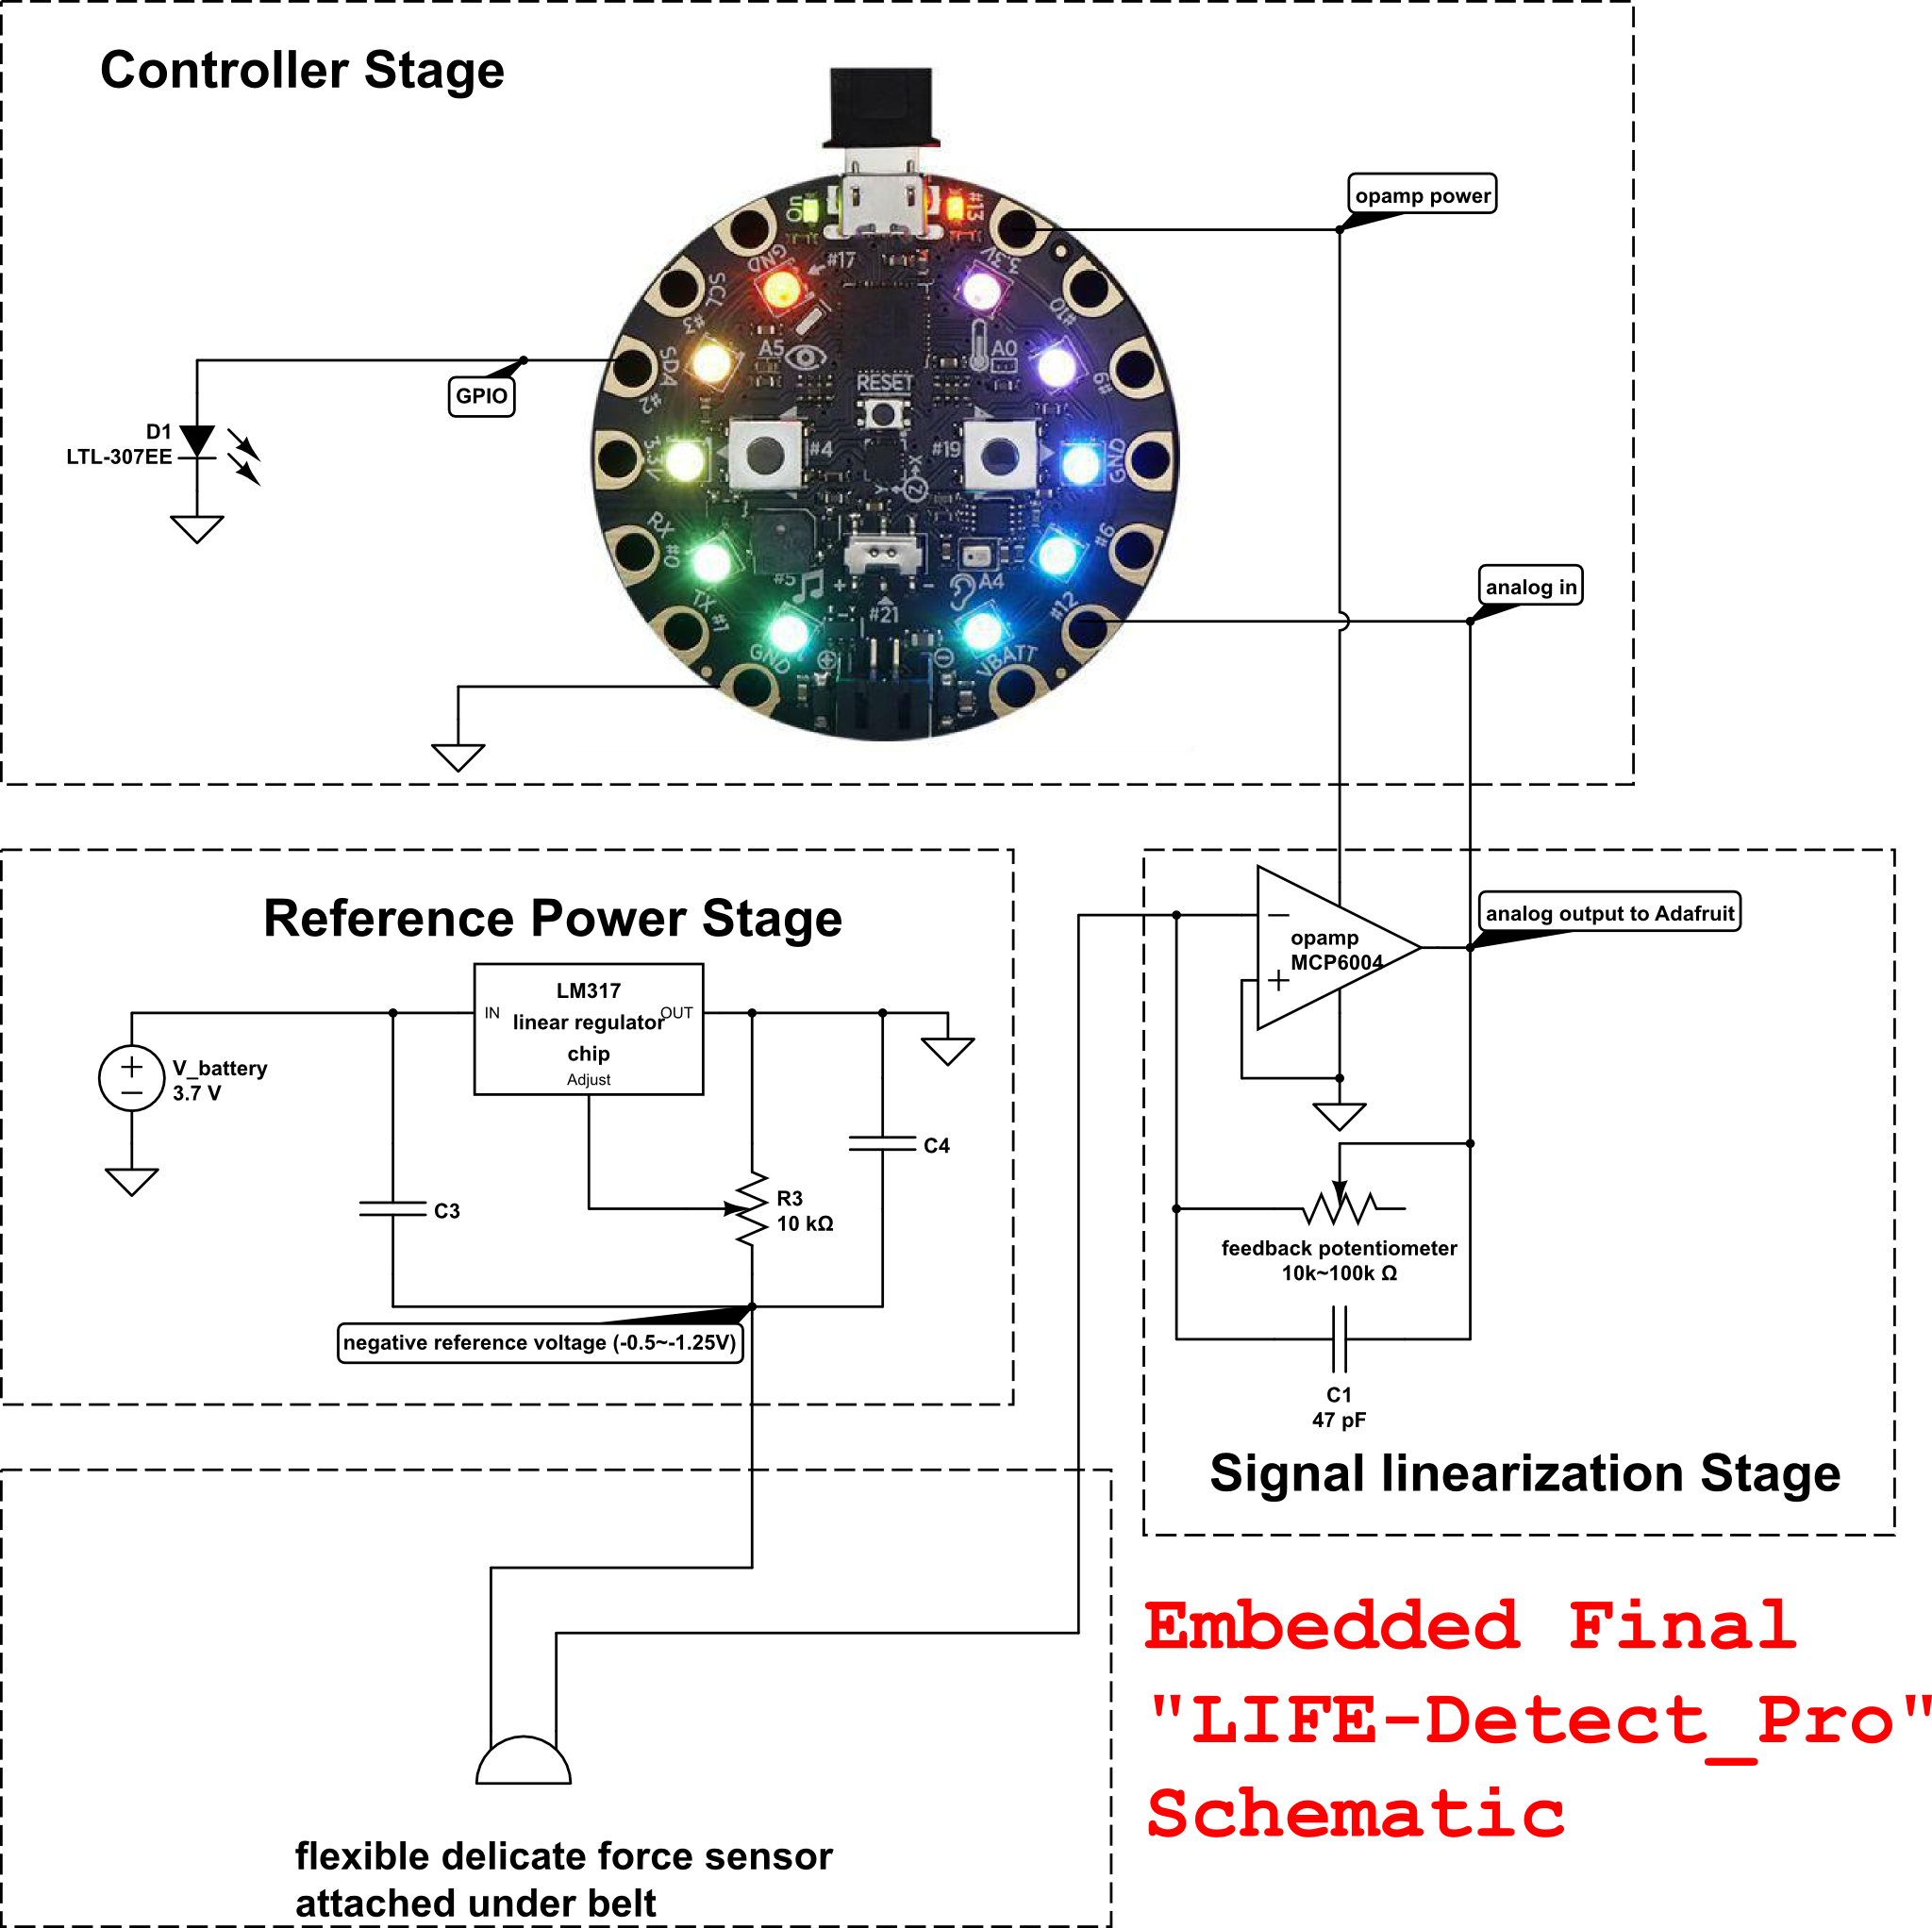 Controller Stage
opamp power
GPIO
D1
LTL-307EE
analog in
ON
#13
GND
#17
3.3V
SCL
#3
#10
SDA
#2
A5
A0
#9
RESET
3.3V
#4
#19
GND
X
Y
Z
RX
#0
#6
TX
#1
#5
+
-
A4
#12
#21
GND
VBATT
Reference Power Stage
LM317
IN
linear regulator
OUT
chip
Adjust
V_battery
3.7 V
C3
C4
R3
10 kΩ
negative reference voltage (-0.5~-1.25V)
analog output to Adafruit
opamp
MCP6004
feedback potentiometer
10k~100k Ω
C1
47 pF
Signal linearization Stage
flexible delicate force sensor
attached under belt
Embedded Final
"LIFE-Detect_Pro"
Schematic